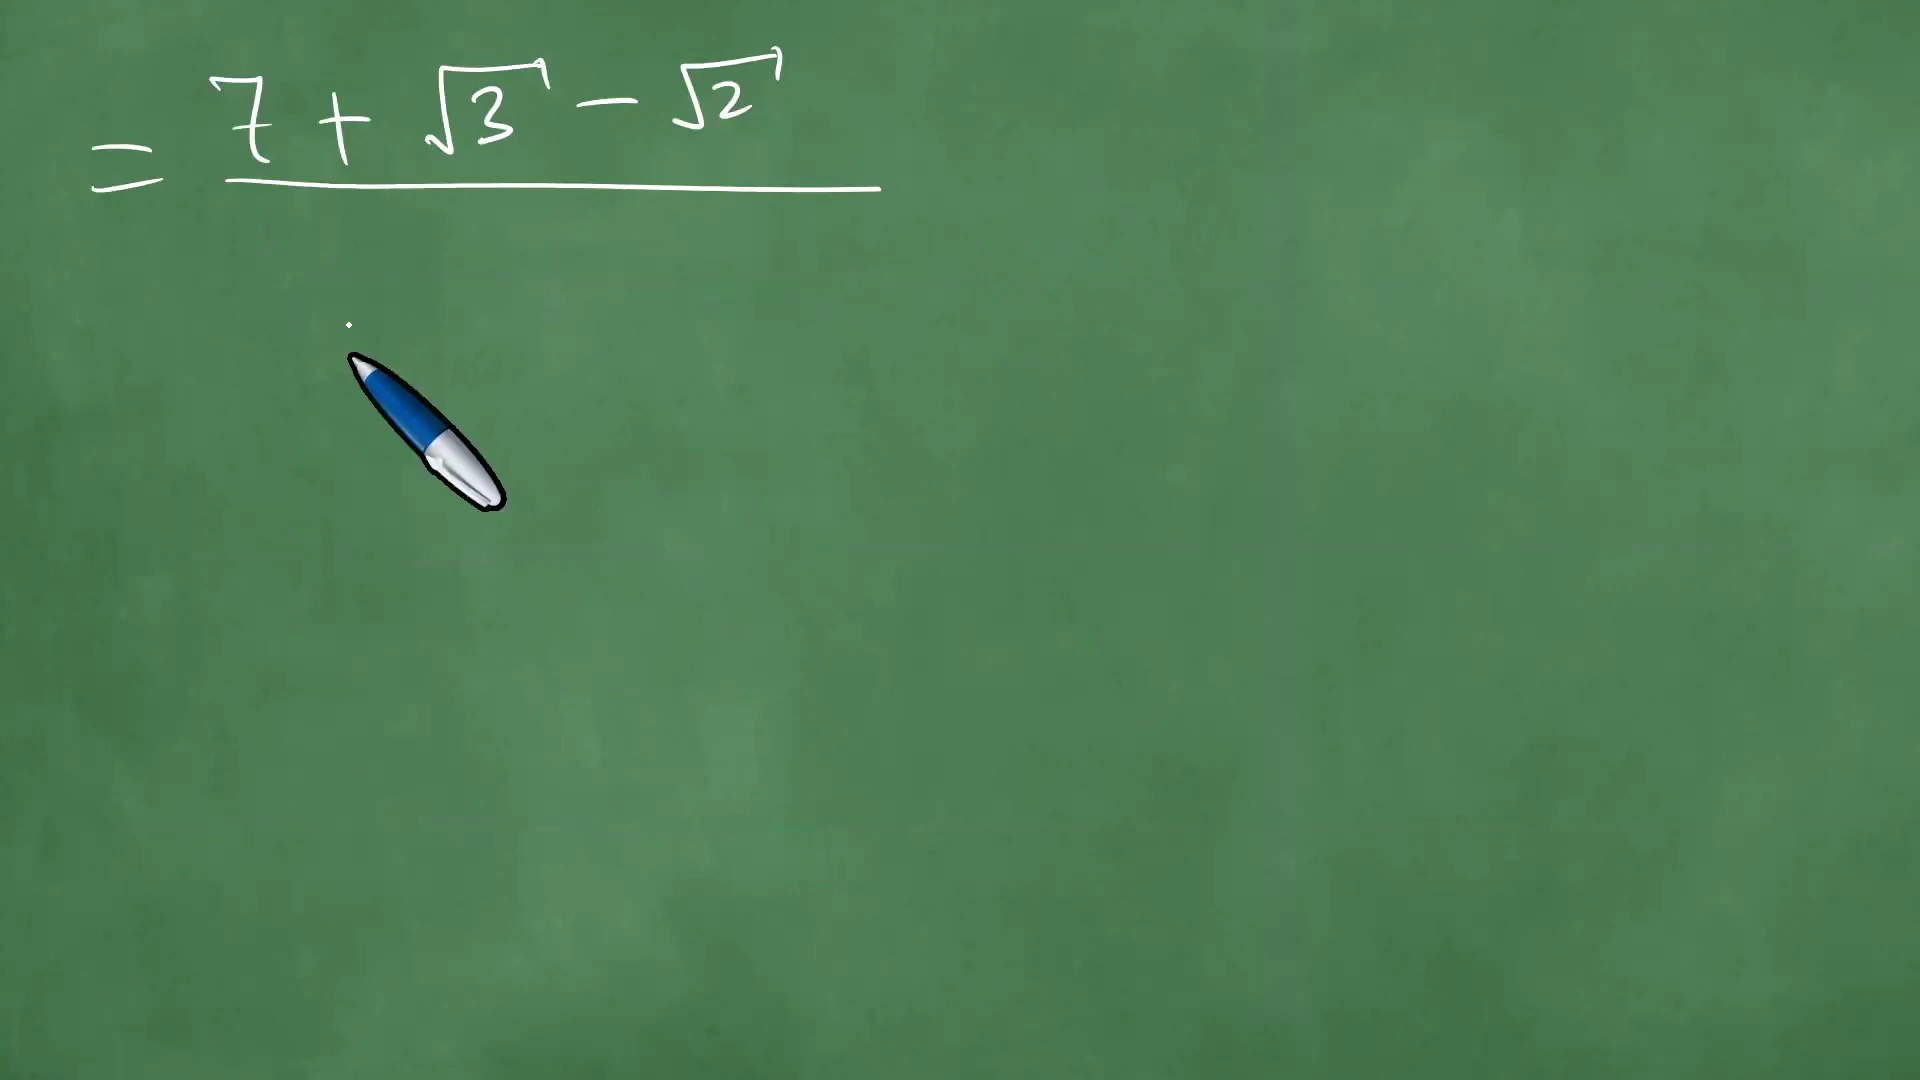 = 7 + √3 - √2